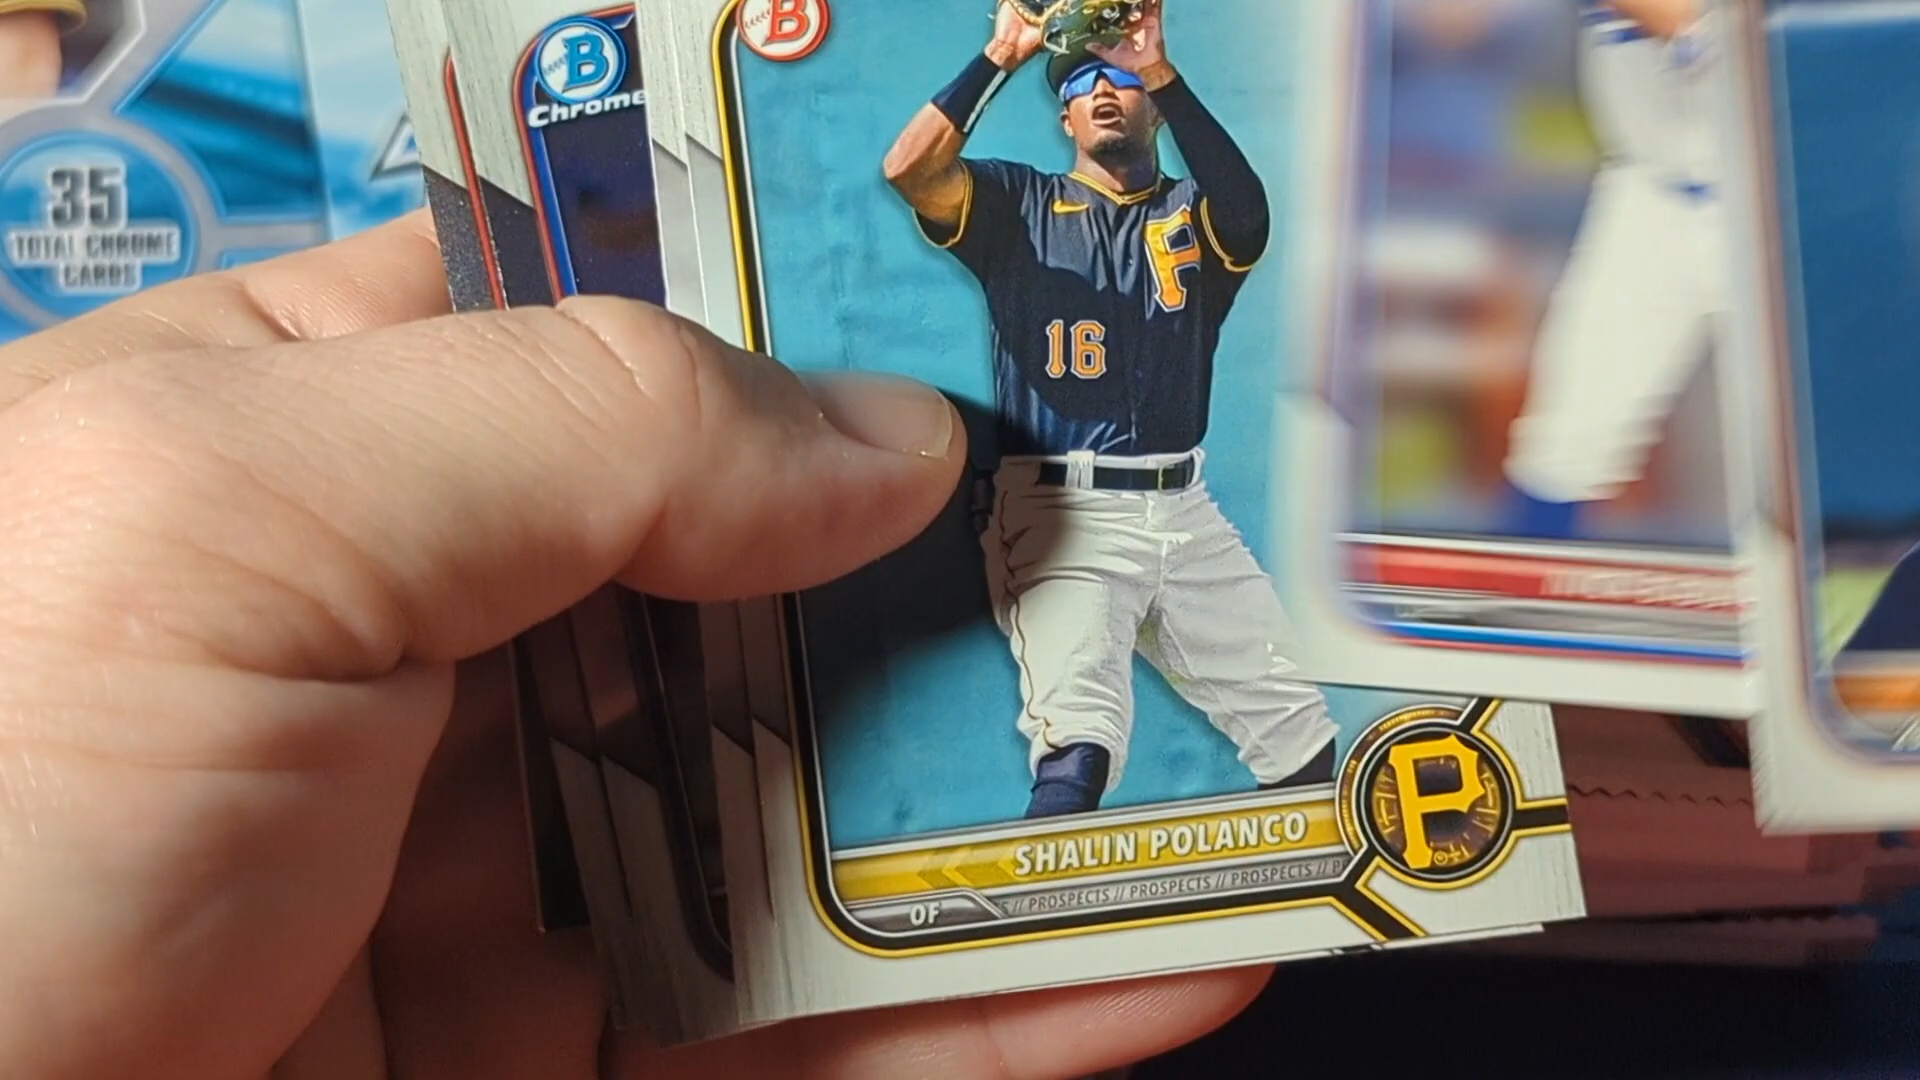 35
TOTAL CHROME
CARDS
B
Chrome
B
P
16
SHALIN POLANCO
// PROSPECTS // PROSPECTS // PROSPECTS //
OF
P